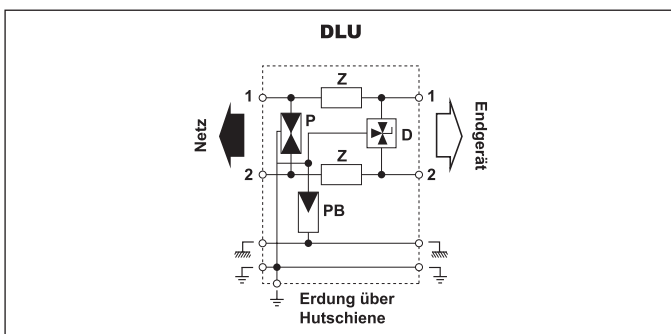 DLU
Z
1
1
P
Netz
D
Endgerät
Z
2
2
PB
Erdung über
Hutschiene